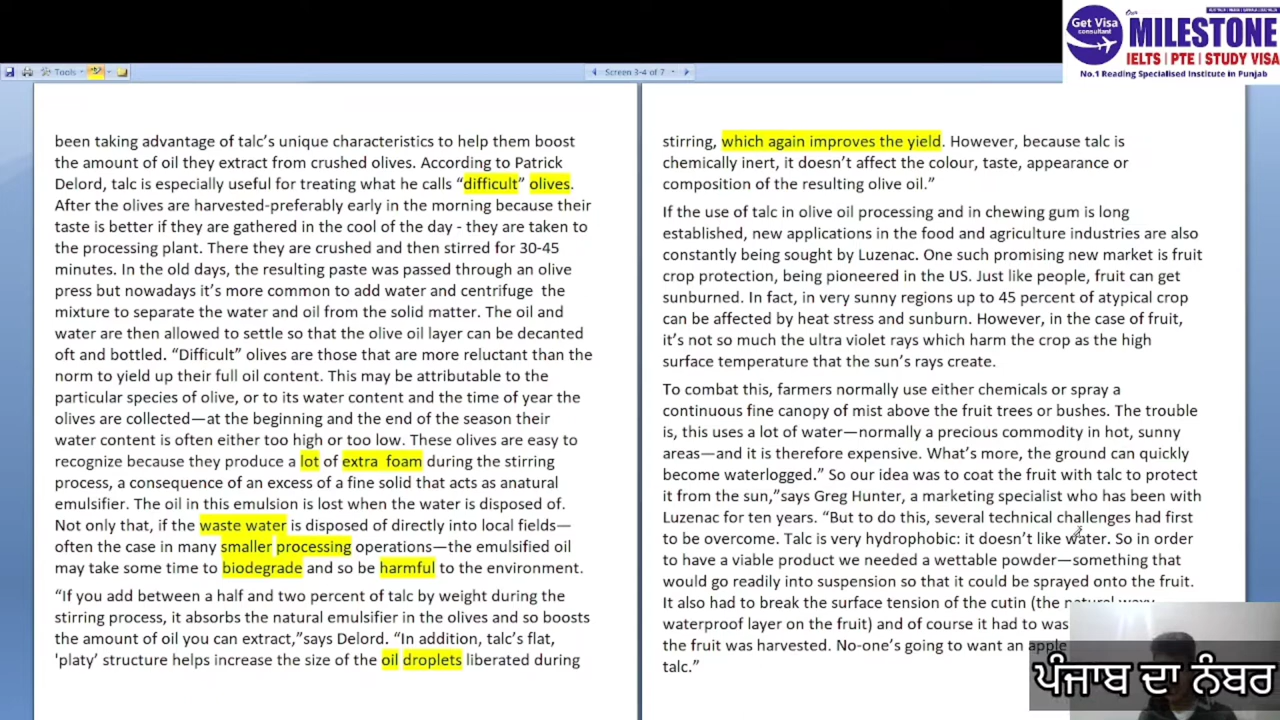 Our
Get Visa
consultant
MILESTONE
IELTS | PTE | STUDY VISA
No.1 Reading Specialised Institute in Punjab
Tools
Screen 3-4 of 7
been taking advantage of talc’s unique characteristics to help them boost
the amount of oil they extract from crushed olives. According to Patrick
Delord, talc is especially useful for treating what he calls “difficult” olives.
After the olives are harvested-preferably early in the morning because their
taste is better if they are gathered in the cool of the day - they are taken to
the processing plant. There they are crushed and then stirred for 30-45
minutes. In the old days, the resulting paste was passed through an olive
press but nowadays it’s more common to add water and centrifuge the
mixture to separate the water and oil from the solid matter. The oil and
water are then allowed to settle so that the olive oil layer can be decanted
oft and bottled. “Difficult” olives are those that are more reluctant than the
norm to yield up their full oil content. This may be attributable to the
particular species of olive, or to its water content and the time of year the
olives are collected—at the beginning and the end of the season their
water content is often either too high or too low. These olives are easy to
recognize because they produce a lot of extra foam during the stirring
process, a consequence of an excess of a fine solid that acts as anatural
emulsifier. The oil in this emulsion is lost when the water is disposed of.
Not only that, if the waste water is disposed of directly into local fields—
often the case in many smaller processing operations—the emulsified oil
may take some time to biodegrade and so be harmful to the environment.
“If you add between a half and two percent of talc by weight during the
stirring process, it absorbs the natural emulsifier in the olives and so boosts
the amount of oil you can extract,”says Delord. “In addition, talc’s flat,
'platy’ structure helps increase the size of the oil droplets liberated during
stirring, which again improves the yield. However, because talc is
chemically inert, it doesn’t affect the colour, taste, appearance or
composition of the resulting olive oil.”
If the use of talc in olive oil processing and in chewing gum is long
established, new applications in the food and agriculture industries are also
constantly being sought by Luzenac. One such promising new market is fruit
crop protection, being pioneered in the US. Just like people, fruit can get
sunburned. In fact, in very sunny regions up to 45 percent of atypical crop
can be affected by heat stress and sunburn. However, in the case of fruit,
it’s not so much the ultra violet rays which harm the crop as the high
surface temperature that the sun’s rays create.
To combat this, farmers normally use either chemicals or spray a
continuous fine canopy of mist above the fruit trees or bushes. The trouble
is, this uses a lot of water—normally a precious commodity in hot, sunny
areas—and it is therefore expensive. What’s more, the ground can quickly
become waterlogged.” So our idea was to coat the fruit with talc to protect
it from the sun,”says Greg Hunter, a marketing specialist who has been with
Luzenac for ten years. “But to do this, several technical challenges had first
to be overcome. Talc is very hydrophobic: it doesn’t like water. So in order
to have a viable product we needed a wettable powder—something that
would go readily into suspension so that it could be sprayed onto the fruit.
It also had to break the surface tension of the cutin (the natural waxy
waterproof layer on the fruit) and of course it had to was
the fruit was harvested. No-one’s going to want an apple
talc.”
ਪੰਜਾਬ ਦਾ ਨੰਬਰ